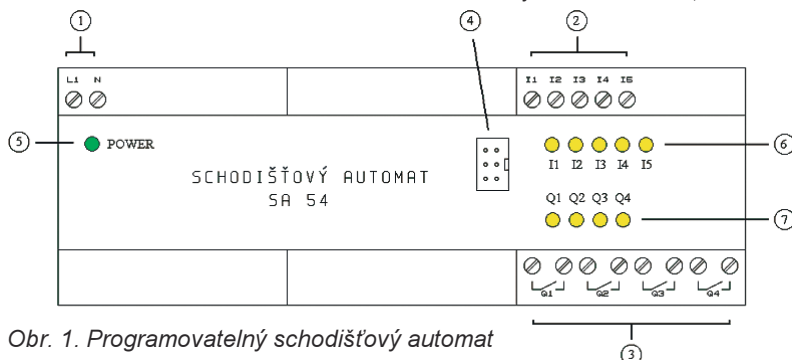 1
4
2
L1 N
I1 I2 I3 I4 I5
5
POWER
6
I1 I2 I3 I4 I5
SCHODIŠŤOVÝ AUTOMAT
SA 54
Q1 Q2 Q3 Q4
7
Q1 Q2 Q3 Q4
Obr. 1. Programovatelný schodišťový automat
3